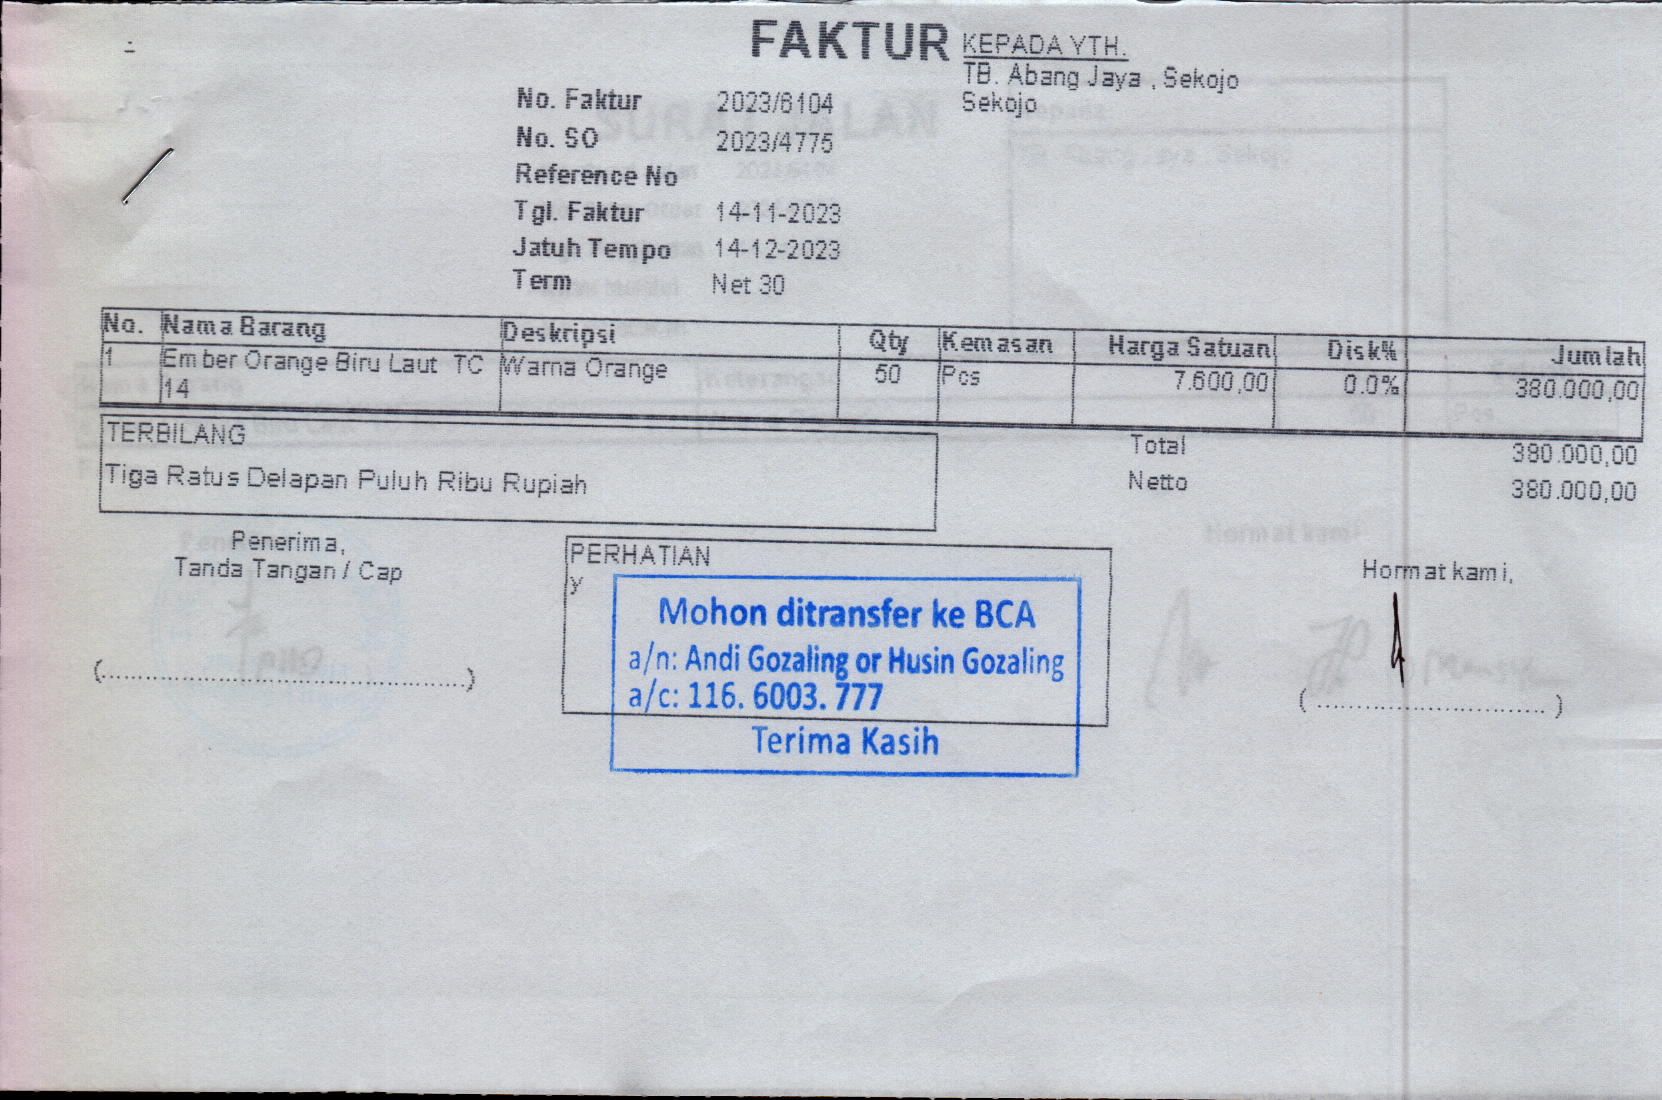 FAKTUR
KEPADA YTH.
TB. Abang Jaya , Sekojo
Sekojo
No. Faktur 2023/6104
No. SO 2023/4775
Reference No
Tgl. Faktur 14-11-2023
Jatuh Tempo 14-12-2023
Term Net 30
No. Nama Barang Deskripsi Qty Kemasan Harga Satuan Disk% Jumlah
1 Ember Orange Biru Laut TC Warna Orange 50 Pcs 7.600,00 0.0% 380.000,00
14
TERBILANG
Tiga Ratus Delapan Puluh Ribu Rupiah
Total 380.000,00
Netto 380.000,00
Penerima,
Tanda Tangan / Cap
(..............................................)
PERHATIAN
y
Mohon ditransfer ke BCA
a/n: Andi Gozaling or Husin Gozaling
a/c: 116. 6003. 777
Terima Kasih
Hormat kami,
(..............................)